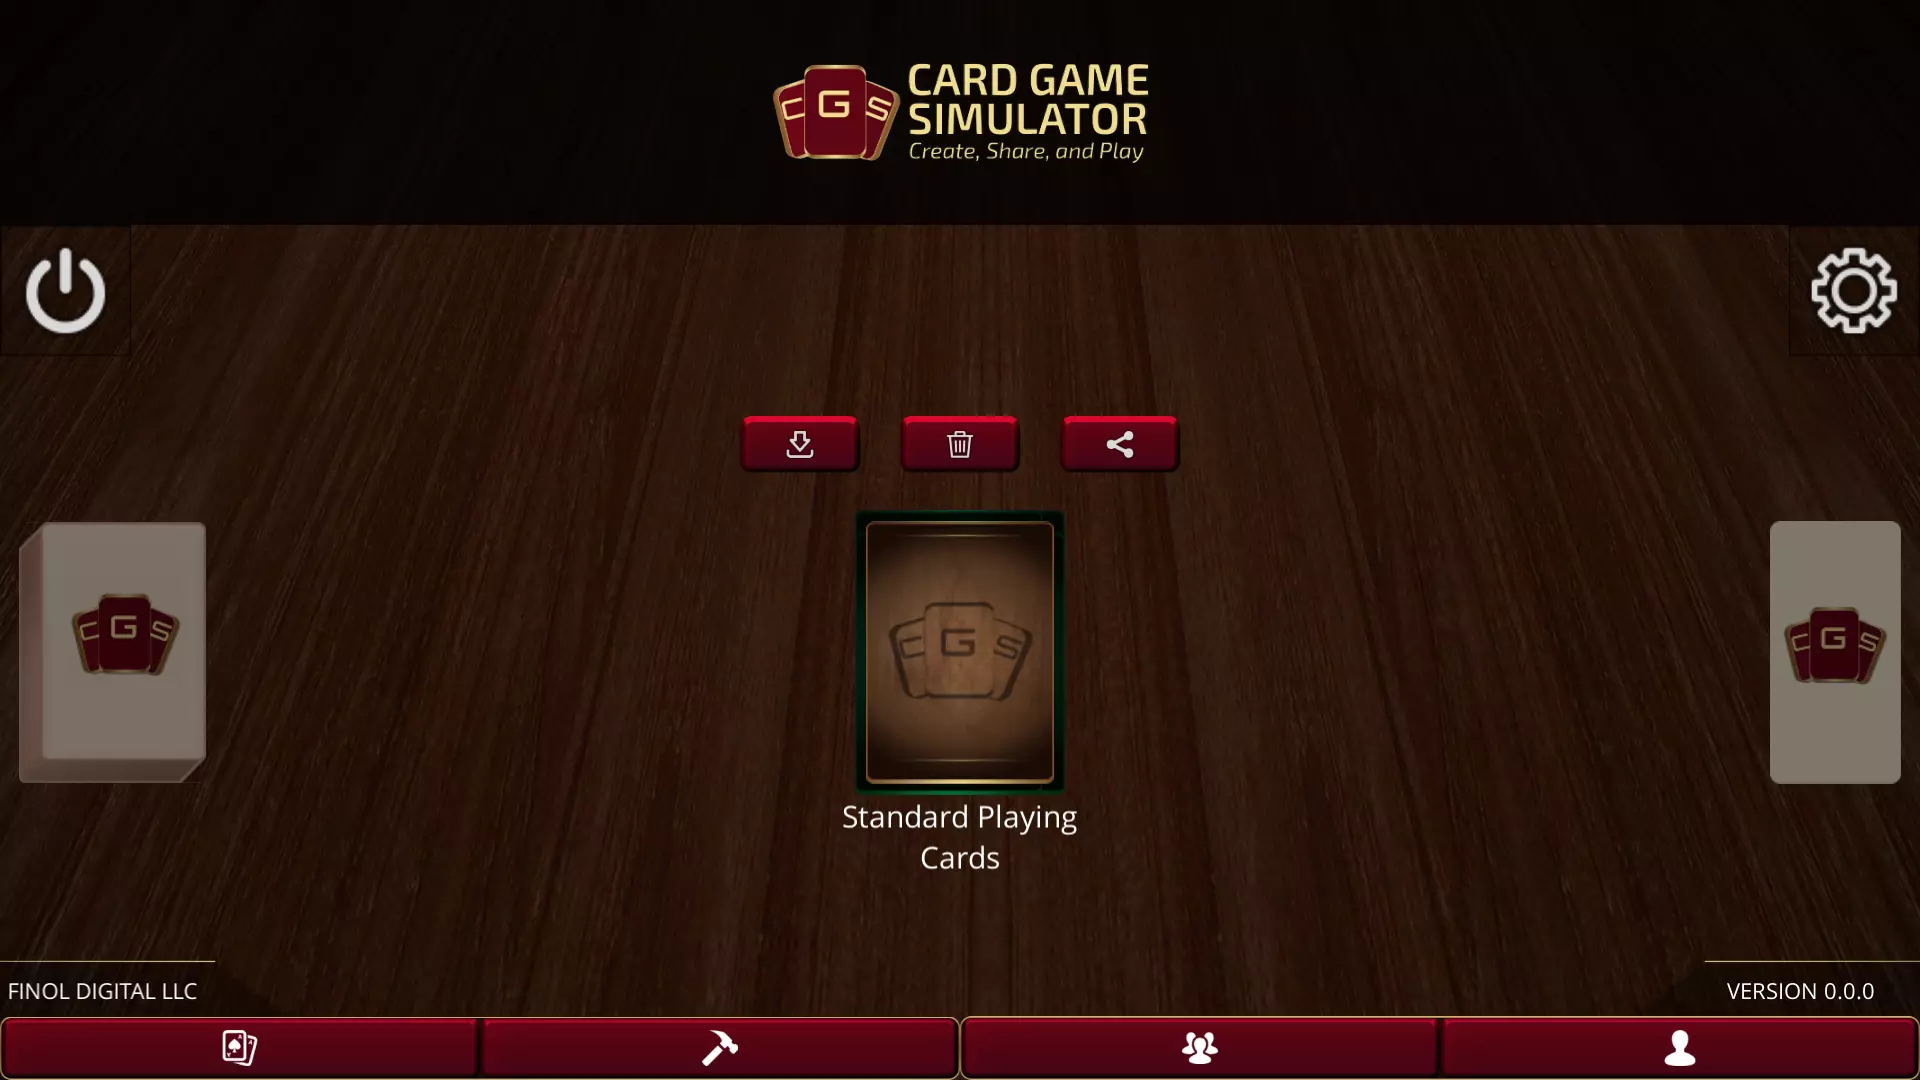 C G S
CARD GAME
SIMULATOR
Create, Share, and Play
C G S
C G S
C G S
Standard Playing
Cards
FINOL DIGITAL LLC
VERSION 0.0.0